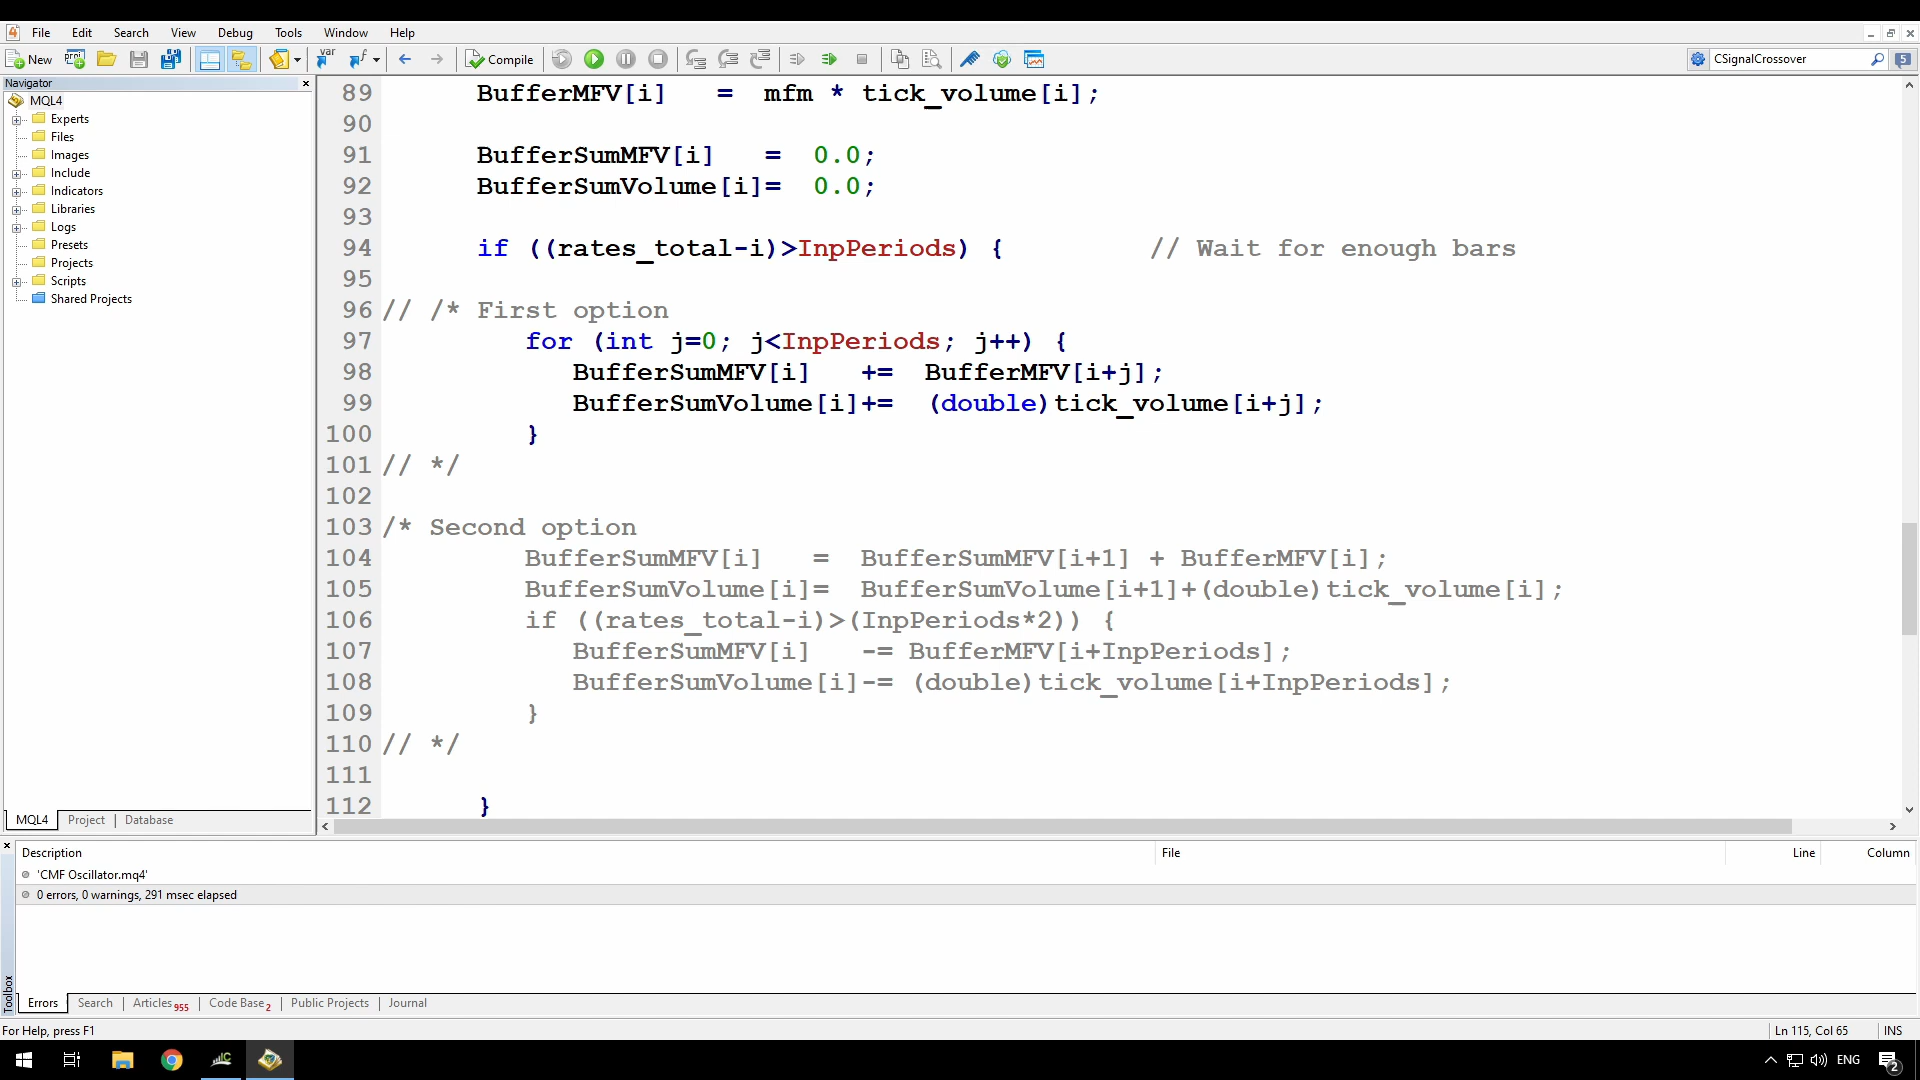 File Edit Search View Debug Tools Window Help
New Compile CSignalCrossover 5
Navigator
MQL4
Experts
Files
Images
Include
Indicators
Libraries
Logs
Presets
Projects
Scripts
Shared Projects
MQL4 Project Database
89 BufferMFV[i] = mfm * tick_volume[i];
90
91 BufferSumMFV[i] = 0.0;
92 BufferSumVolume[i]= 0.0;
93
94 if ((rates_total-i)>InpPeriods) { // Wait for enough bars
95
96 // /* First option
97 for (int j=0; j<InpPeriods; j++) {
98 BufferSumMFV[i] += BufferMFV[i+j];
99 BufferSumVolume[i]+= (double)tick_volume[i+j];
100 }
101 // */
102
103 /* Second option
104 BufferSumMFV[i] = BufferSumMFV[i+1] + BufferMFV[i];
105 BufferSumVolume[i]= BufferSumVolume[i+1]+(double)tick_volume[i];
106 if ((rates_total-i)>(InpPeriods*2)) {
107 BufferSumMFV[i] -= BufferMFV[i+InpPeriods];
108 BufferSumVolume[i]-= (double)tick_volume[i+InpPeriods];
109 }
110 // */
111
112 }
Description File Line Column
'CMF Oscillator.mq4'
0 errors, 0 warnings, 291 msec elapsed
Toolbox
Errors Search Articles 955 Code Base 2 Public Projects Journal
For Help, press F1 Ln 115, Col 65 INS
ENG 2